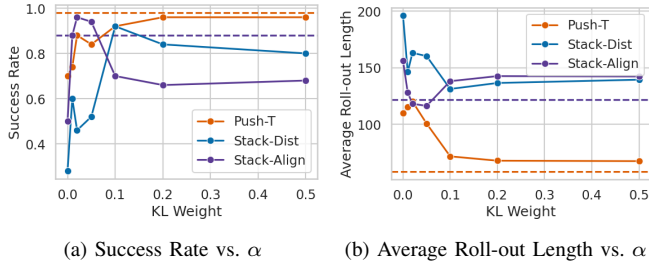 1.0
0.8
0.6
0.4
Success Rate
0.0 0.1 0.2 0.3 0.4 0.5
KL Weight
Push-T
Stack-Dist
Stack-Align
(a) Success Rate vs. α
200
150
100
Average Roll-out Length
0.0 0.1 0.2 0.3 0.4 0.5
KL Weight
Push-T
Stack-Dist
Stack-Align
(b) Average Roll-out Length vs. α